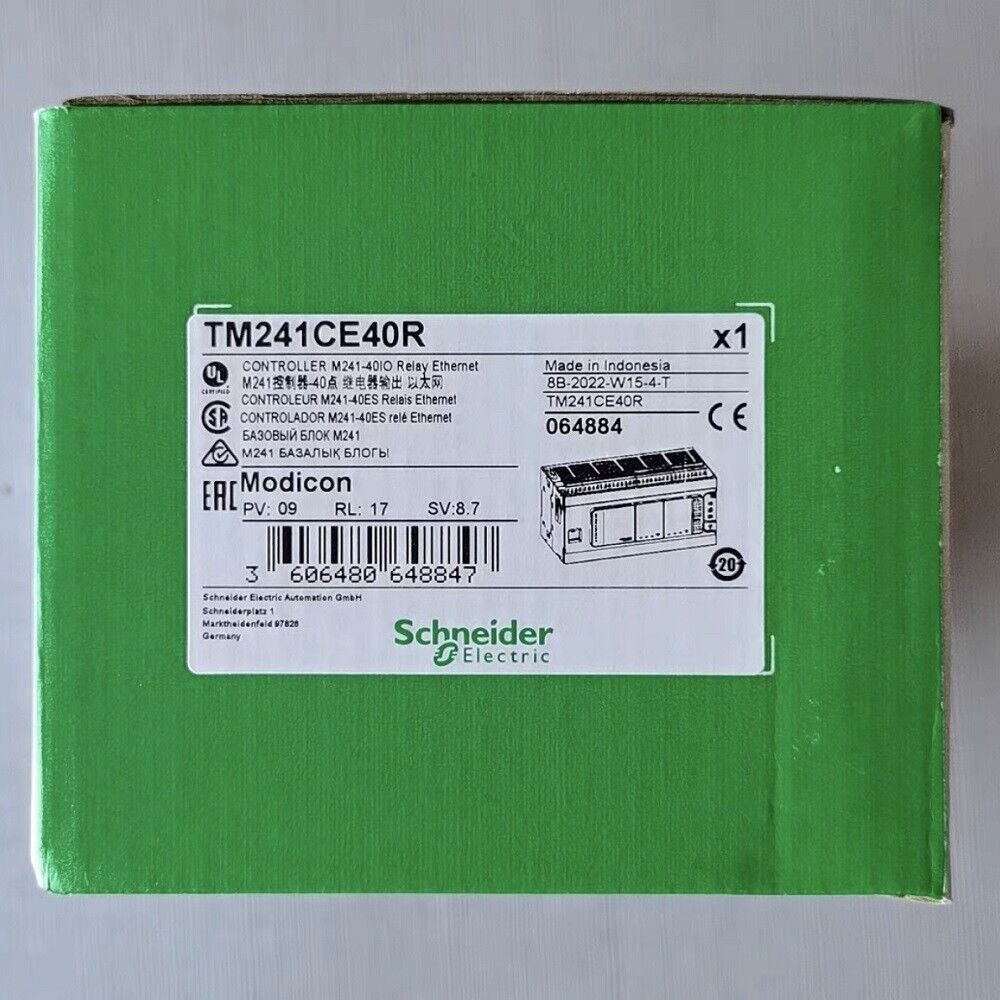 TM241CE40R x1
CONTROLLER M241-40IO Relay Ethernet
M241控制器-40点 继电器输出 以太网
CONTROLEUR M241-40ES Relais Ethernet
CONTROLADOR M241-40ES relé Ethernet
БАЗОВЫЙ БЛОК M241
M241 БАЗАЛЫҚ БЛОГЫ
Made in Indonesia
8B-2022-W15-4-T
TM241CE40R
064884
CE
UL
CERTIFIED
SA
EAC
Modicon
PV: 09 RL: 17 SV:8.7
3 606480 648847
20
Schneider Electric Automation GmbH
Schneiderplatz 1
Marktheidenfeld 97828
Germany
Schneider
Electric